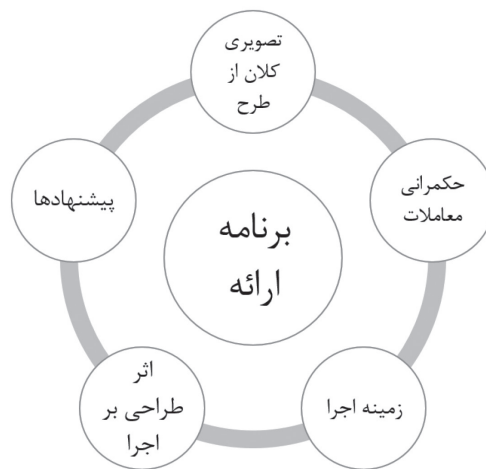 تصویری
کلان از
طرح
حکمرانی
معاملات
زمینه اجرا
اثر
طراحی بر
اجرا
پیشنهادها
برنامه
ارائه